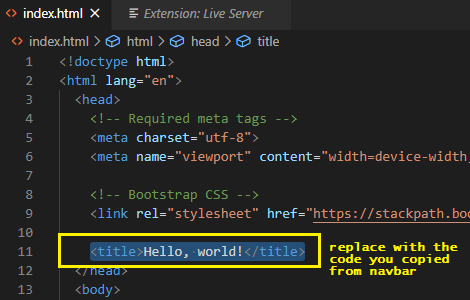 index.html ×
Extension: Live Server
index.html > html > head > title
1 <!doctype html>
2 <html lang="en">
3 <head>
4 <!-- Required meta tags -->
5 <meta charset="utf-8">
6 <meta name="viewport" content="width=device-width,
7
8 <!-- Bootstrap CSS -->
9 <link rel="stylesheet" href="https://stackpath.boo
10
11 <title>Hello, world!</title>
12 </head>
13 <body>
replace with the
code you copied
from navbar